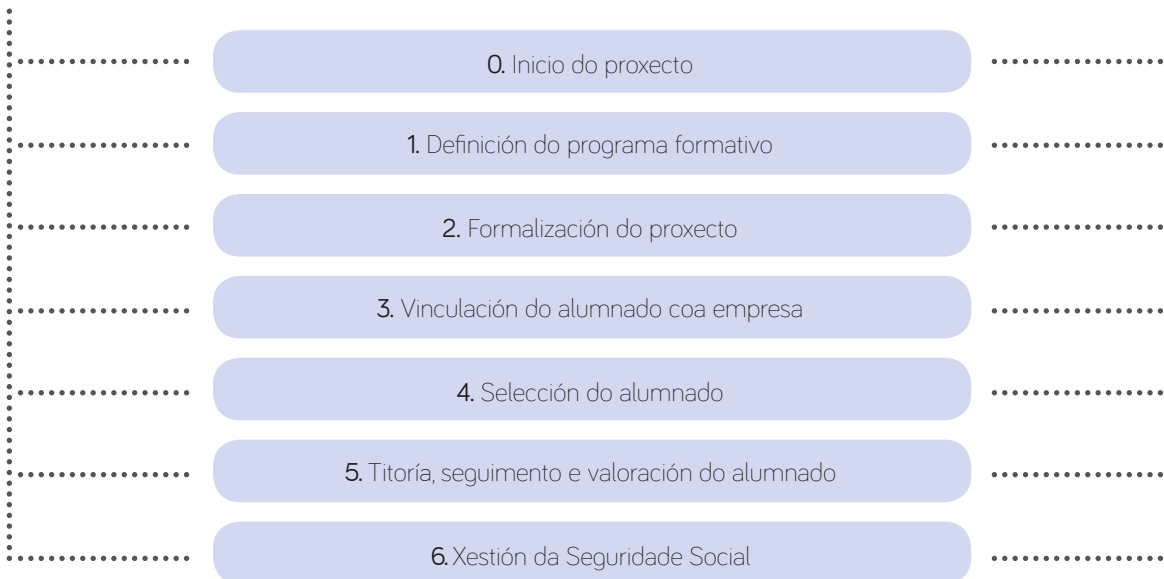 0. Inicio do proxecto
1. Definición do programa formativo
2. Formalización do proxecto
3. Vinculación do alumnado coa empresa
4. Selección do alumnado
5. Titoría, seguimento e valoración do alumnado
6. Xestión da Seguridade Social